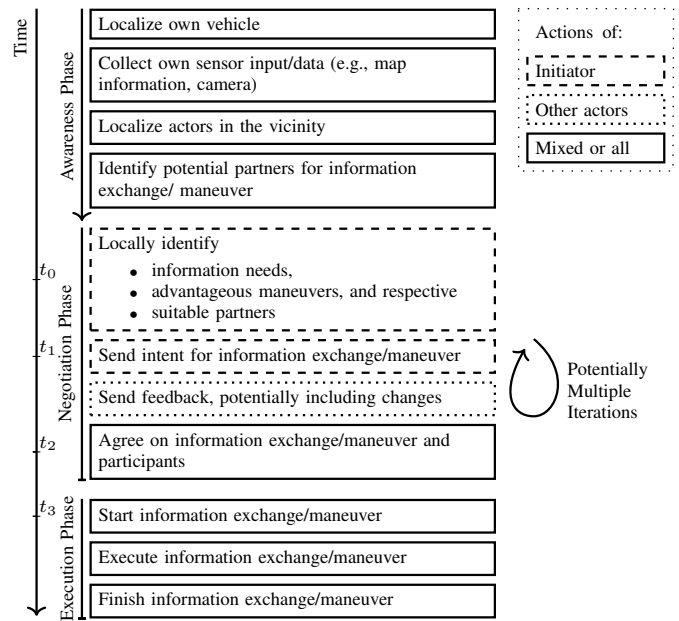 Time
Awareness Phase
Localize own vehicle
Collect own sensor input/data (e.g., map
information, camera)
Localize actors in the vicinity
Identify potential partners for information
exchange/ maneuver
Actions of:
Initiator
Other actors
Mixed or all
Negotiation Phase
t0
t1
t2
Locally identify
• information needs,
• advantageous maneuvers, and respective
• suitable partners
Send intent for information exchange/maneuver
Send feedback, potentially including changes
Agree on information exchange/maneuver and
participants
Potentially
Multiple
Iterations
t3
Execution Phase
Start information exchange/maneuver
Execute information exchange/maneuver
Finish information exchange/maneuver